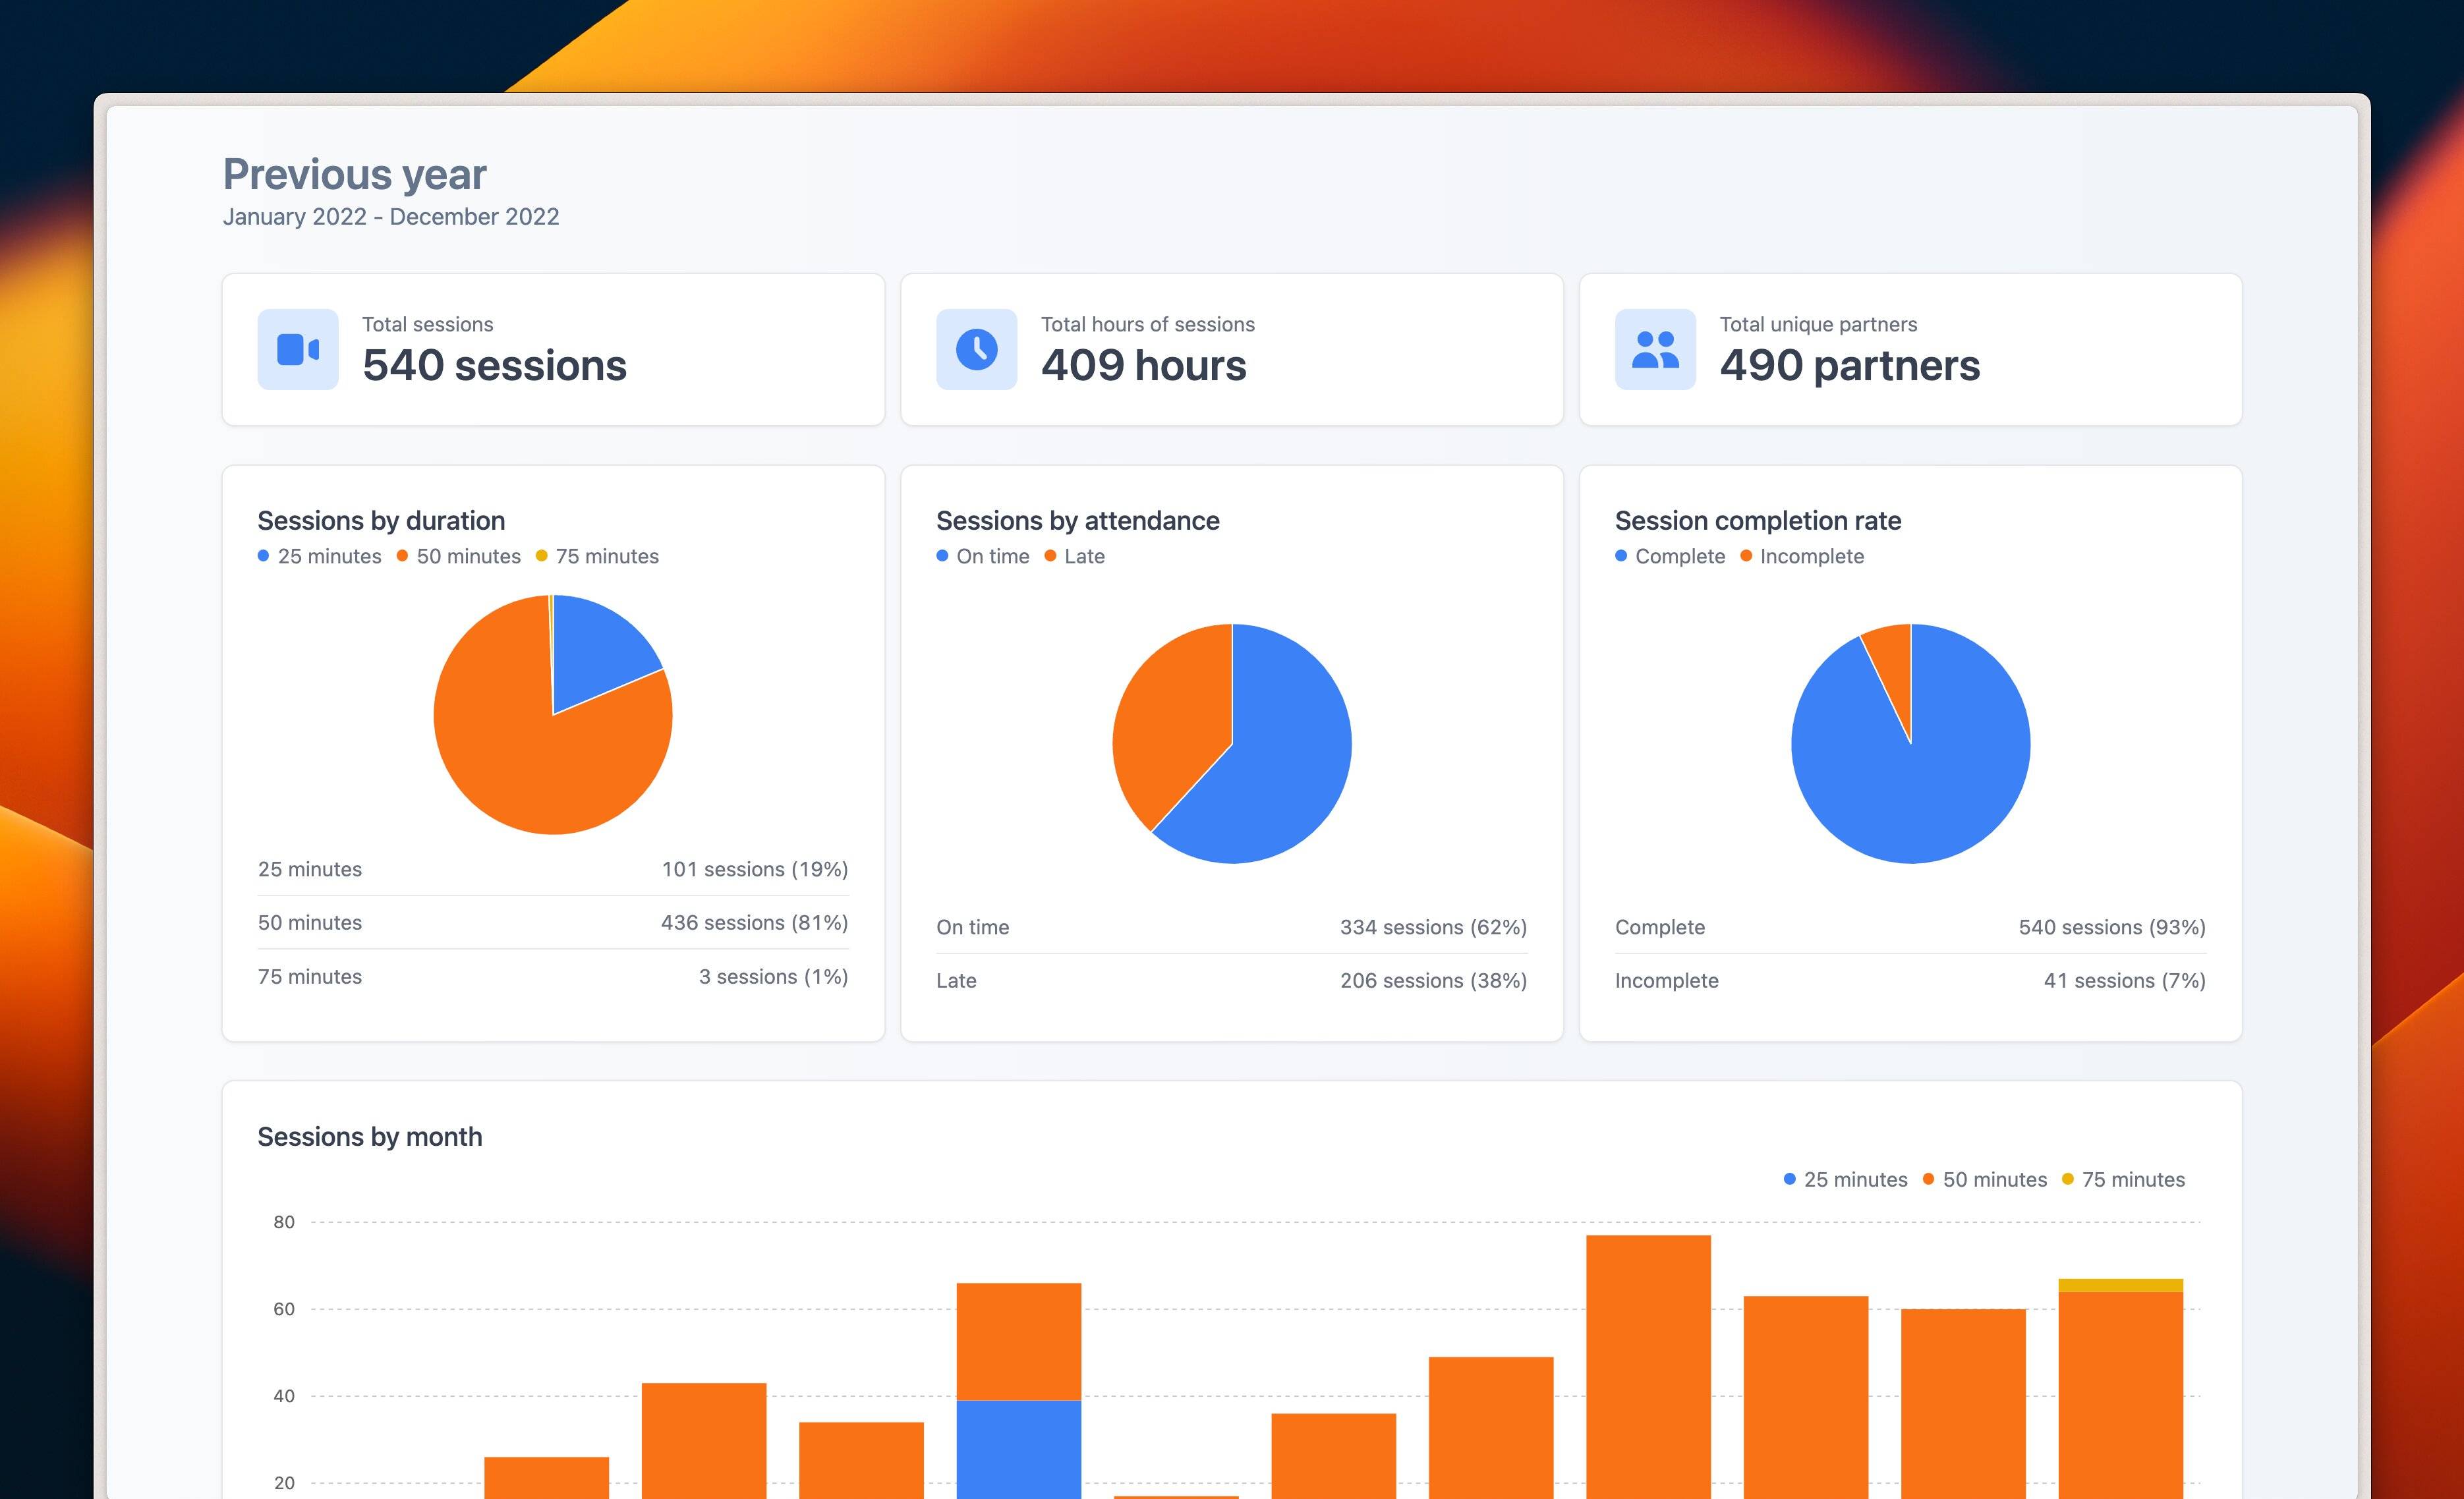 Previous year
January 2022 - December 2022
Total sessions
540 sessions
Total hours of sessions
409 hours
Total unique partners
490 partners
Sessions by duration
25 minutes 50 minutes 75 minutes
25 minutes 101 sessions (19%)
50 minutes 436 sessions (81%)
75 minutes 3 sessions (1%)
Sessions by attendance
On time Late
On time 334 sessions (62%)
Late 206 sessions (38%)
Session completion rate
Complete Incomplete
Complete 540 sessions (93%)
Incomplete 41 sessions (7%)
Sessions by month
25 minutes 50 minutes 75 minutes
80
60
40
20